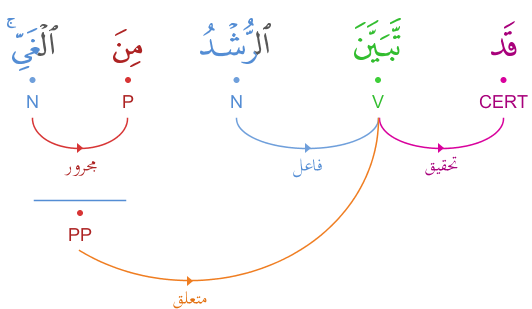 قَد تَّبَيَّنَ ٱلرُّشْدُ مِنَ ٱلْغَىِّ ۚ
CERT V N P N
تحقيق فاعل مجرور
PP
متعلق